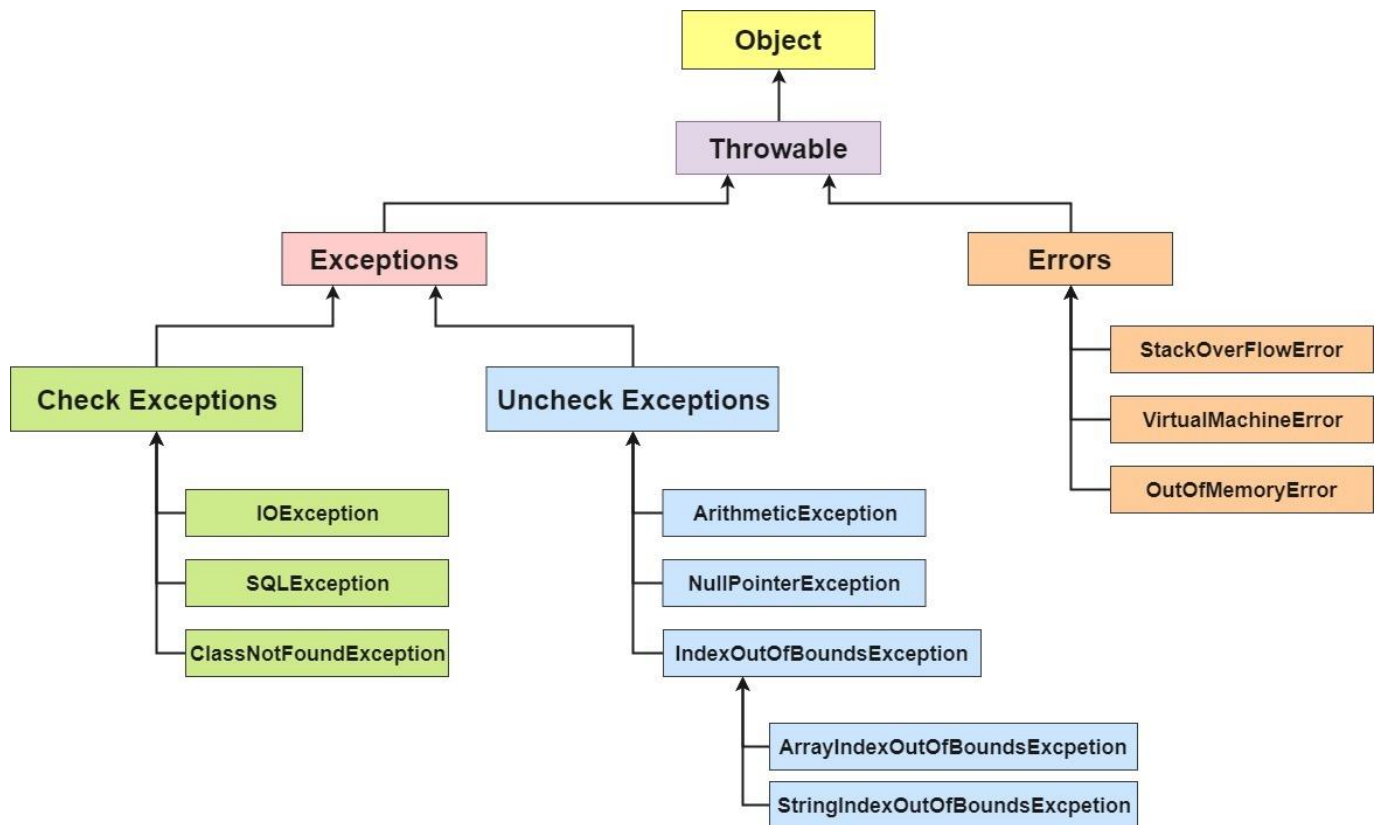 Object
Throwable
Exceptions
Errors
Check Exceptions
Uncheck Exceptions
StackOverFlowError
VirtualMachineError
OutOfMemoryError
IOException
SQLException
ClassNotFoundException
ArithmeticException
NullPointerException
IndexOutOfBoundsException
ArrayIndexOutOfBoundsExcpetion
StringIndexOutOfBoundsExcpetion